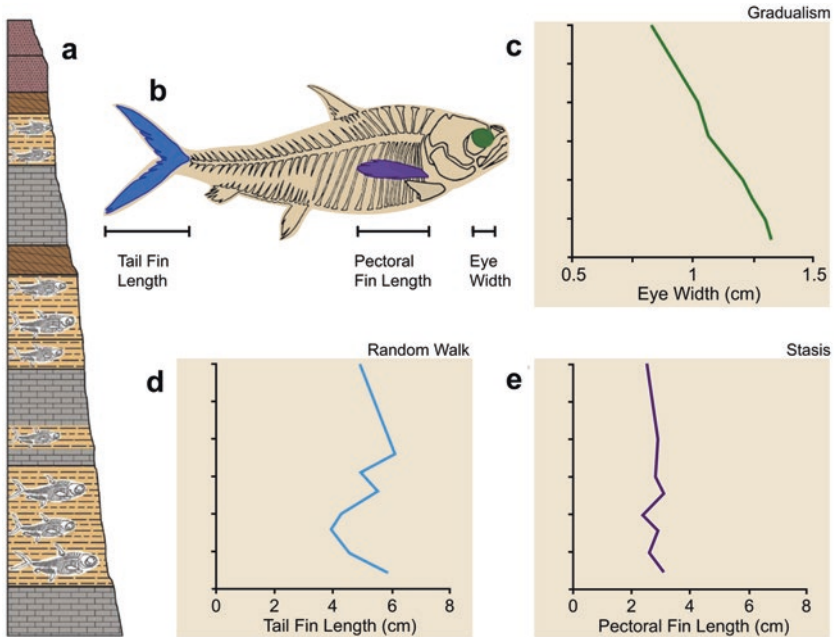 a
b
Tail Fin
Length
Pectoral
Fin Length
Eye
Width
Gradualism
c
0.5
1
1.5
Eye Width (cm)
Random Walk
d
0
2
4
6
8
Tail Fin Length (cm)
Stasis
e
0
2
4
6
8
Pectoral Fin Length (cm)